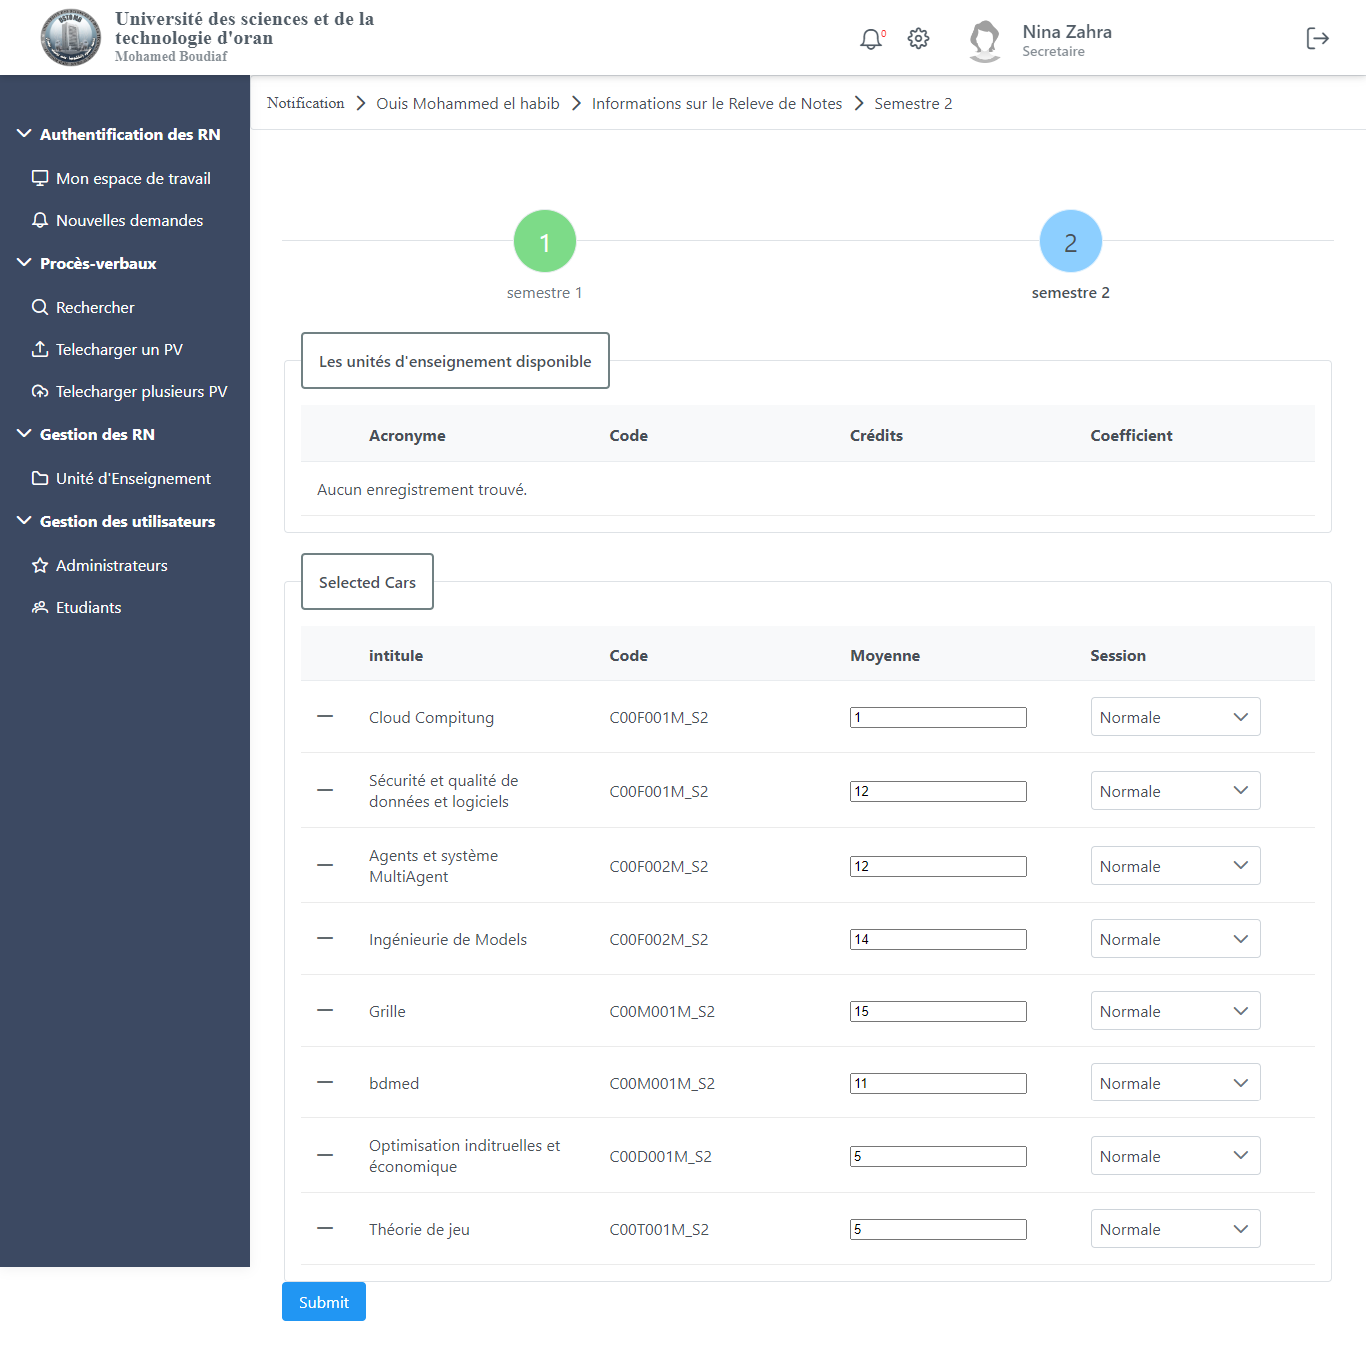 Université des sciences et de la
technologie d'oran
Mohamed Boudiaf
0
Nina Zahra
Secretaire
Notification
Ouis Mohammed el habib
Informations sur le Releve de Notes
Semestre 2
Authentification des RN
Mon espace de travail
Nouvelles demandes
Procès-verbaux
Rechercher
Telecharger un PV
Telecharger plusieurs PV
Gestion des RN
Unité d'Enseignement
Gestion des utilisateurs
Administrateurs
Etudiants
1
semestre 1
2
semestre 2
Les unités d'enseignement disponible
Acronyme Code Crédits Coefficient
Aucun enregistrement trouvé.
Selected Cars
intitule Code Moyenne Session
Cloud Compitung C00F001M_S2 1 Normale
Sécurité et qualité de
données et logiciels C00F001M_S2 12 Normale
Agents et système
MultiAgent C00F002M_S2 12 Normale
Ingénieurie de Models C00F002M_S2 14 Normale
Grille C00M001M_S2 15 Normale
bdmed C00M001M_S2 11 Normale
Optimisation inditruelles et
économique C00D001M_S2 5 Normale
Théorie de jeu C00T001M_S2 5 Normale
Submit